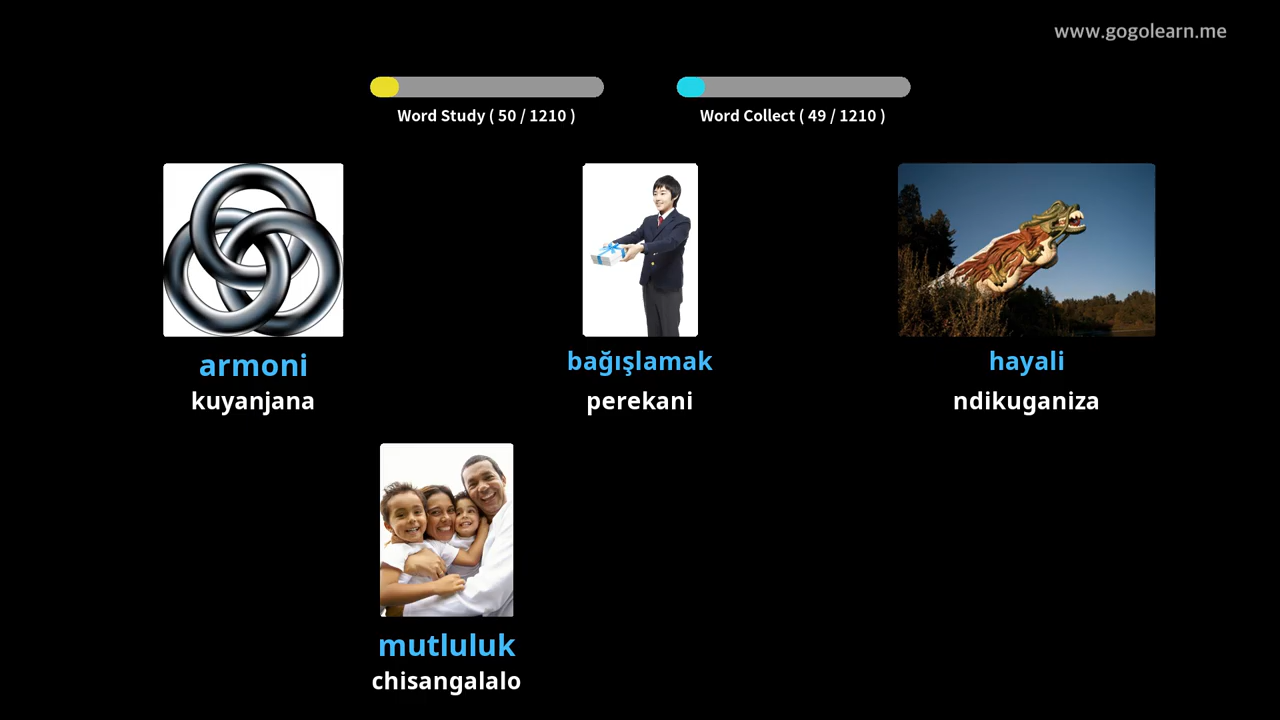 www.gogolearn.me
Word Study ( 50 / 1210 )
Word Collect ( 49 / 1210 )
armoni
kuyanjana
bağışlamak
perekani
hayali
ndikuganiza
mutluluk
chisangalalo